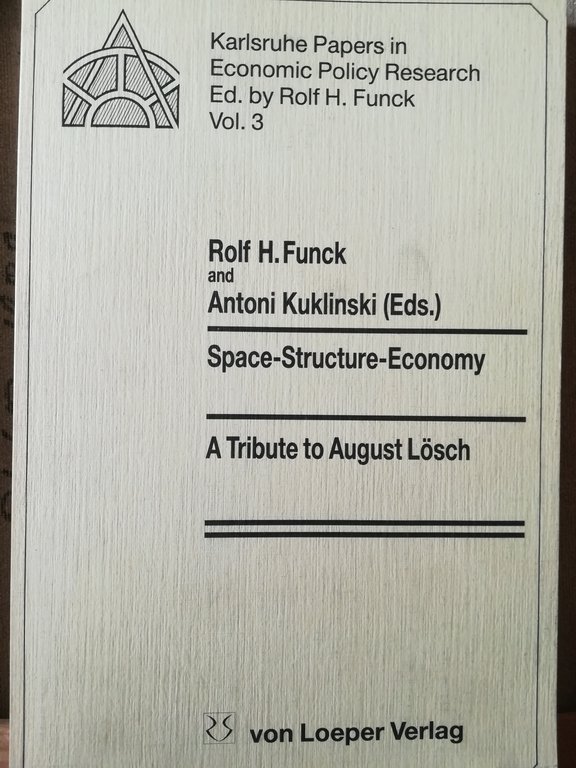 Karlsruhe Papers in
Economic Policy Research
Ed. by Rolf H. Funck
Vol. 3
Rolf H. Funck
and
Antoni Kuklinski (Eds.)
Space-Structure-Economy
A Tribute to August Lösch
von Loeper Verlag